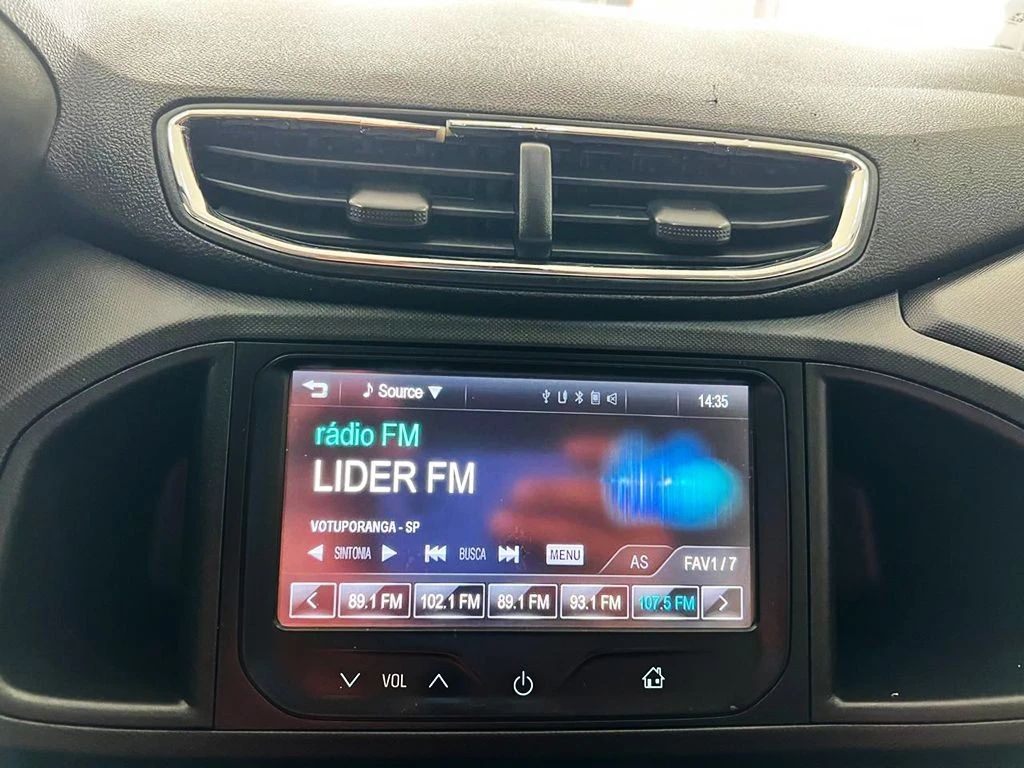 Source 14:35
rádio FM
LIDER FM
VOTUPORANGA - SP
SINTONIA BUSCA MENU AS FAV1 / 7
89.1 FM 102.1 FM 89.1 FM 93.1 FM 107.5 FM
VOL